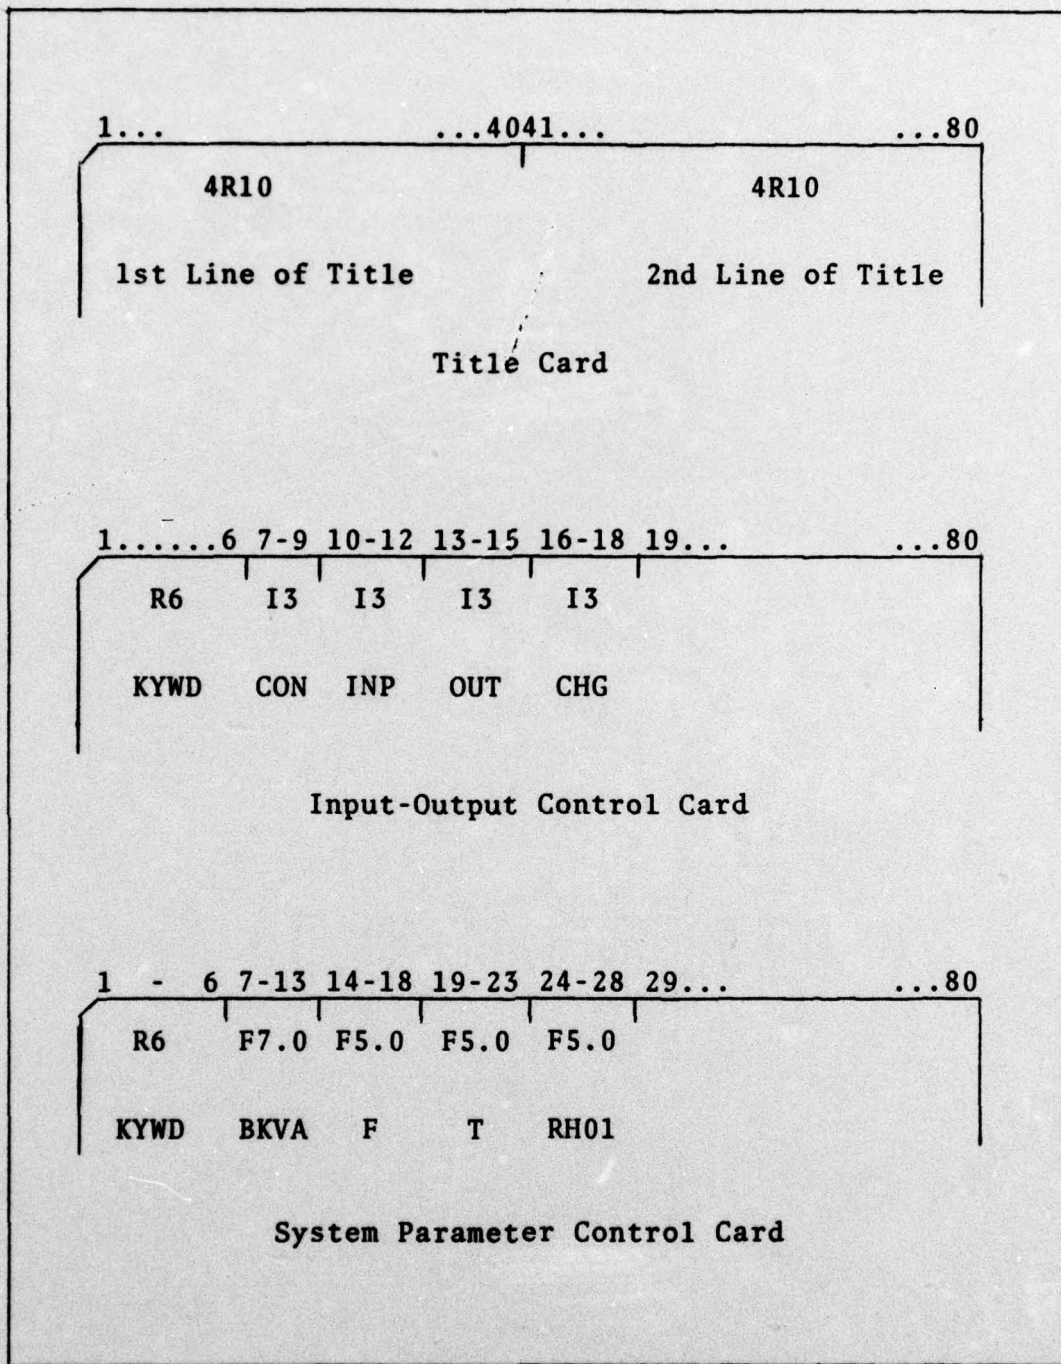 1... ...4041... ...80
4R10 4R10
1st Line of Title 2nd Line of Title
Title Card
1......6 7-9 10-12 13-15 16-18 19... ...80
R6 I3 I3 I3 I3
KYWD CON INP OUT CHG
Input-Output Control Card
1 - 6 7-13 14-18 19-23 24-28 29... ...80
R6 F7.0 F5.0 F5.0 F5.0
KYWD BKVA F T RHO1
System Parameter Control Card